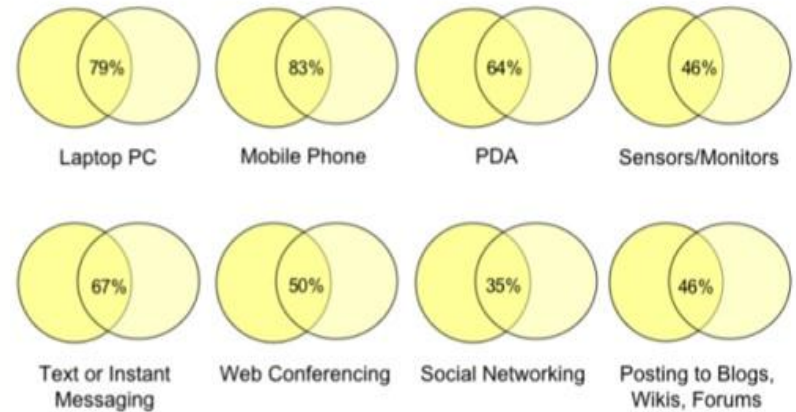 79%
83%
64%
46%
Laptop PC
Mobile Phone
PDA
Sensors/Monitors
67%
50%
35%
46%
Text or Instant
Messaging
Web Conferencing
Social Networking
Posting to Blogs,
Wikis, Forums